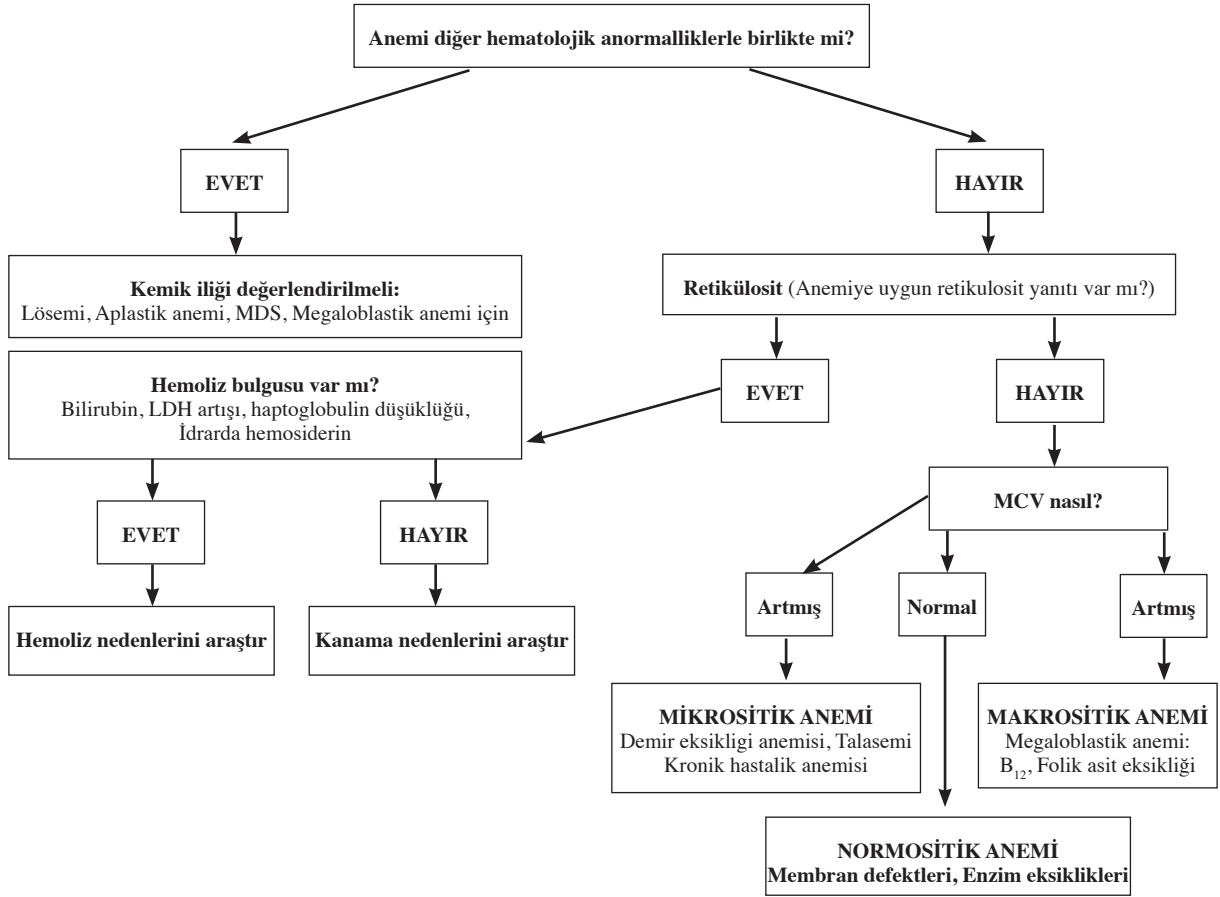 Anemi diğer hematolojik anormalliklerle birlikte mi?
EVET
HAYIR
Kemik iliği değerlendirilmeli:
Lösemi, Aplastik anemi, MDS, Megaloblastik anemi için
Retikülosit (Anemiye uygun retikulosit yanıtı var mı?)
Hemoliz bulgusu var mı?
Bilirubin, LDH artışı, haptoglobulin düşüklüğü,
İdrarda hemosiderin
EVET
HAYIR
MCV nasıl?
EVET
HAYIR
Artmış
Normal
Artmış
Hemoliz nedenlerini araştır
Kanama nedenlerini araştır
MİKROSİTİK ANEMİ
Demir eksikligi anemisi, Talasemi
Kronik hastalik anemisi
MAKROSİTİK ANEMİ
Megaloblastik anemi:
B₁₂, Folik asit eksikliği
NORMOSİTİK ANEMİ
Membran defektleri, Enzim eksiklikleri